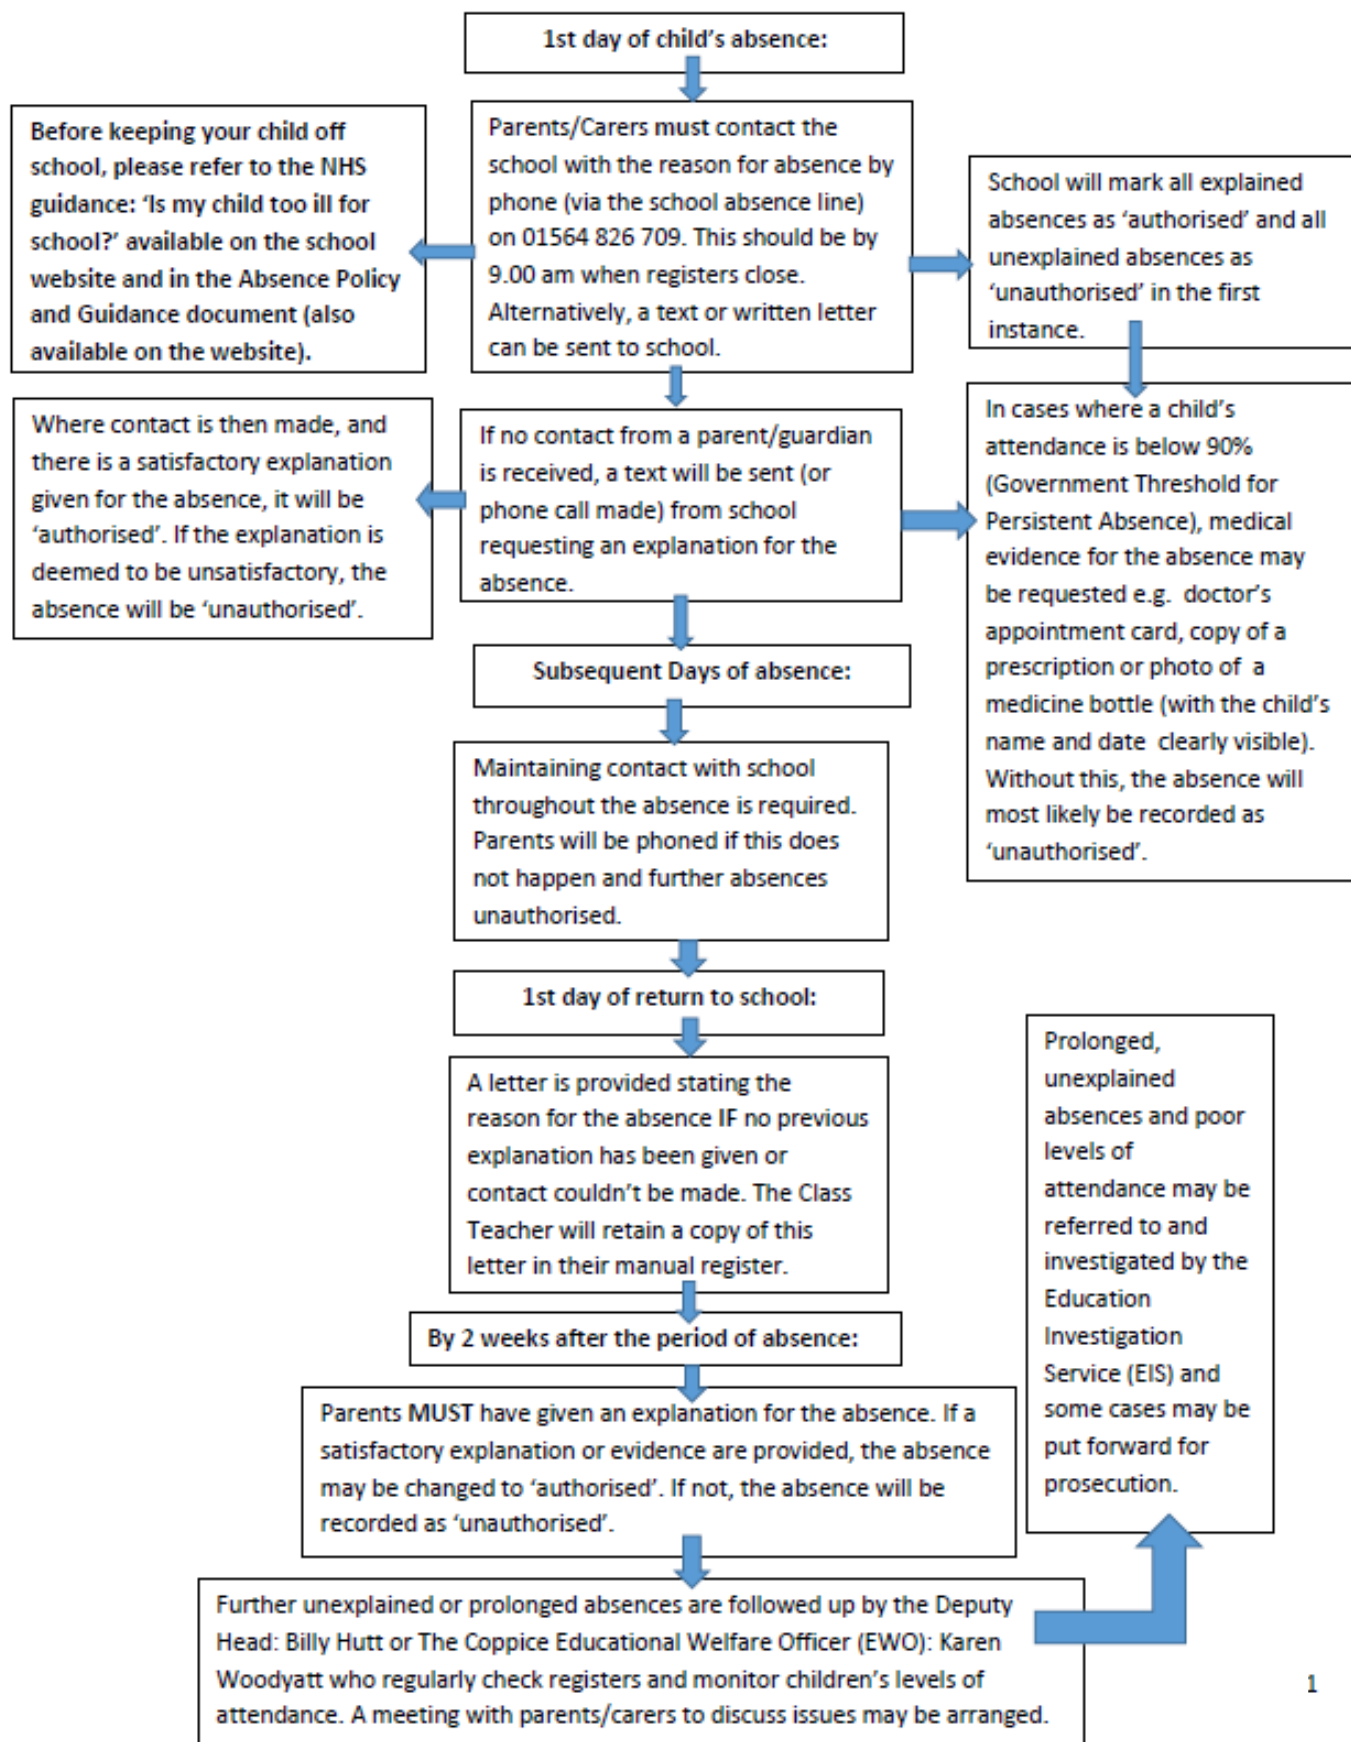 1st day of child's absence:
Before keeping your child off
school, please refer to the NHS
guidance: 'Is my child too ill for
school?' available on the school
website and in the Absence Policy
and Guidance document (also
available on the website).
Parents/Carers must contact the
school with the reason for absence by
phone (via the school absence line)
on 01564 826 709. This should be by
9.00 am when registers close.
Alternatively, a text or written letter
can be sent to school.
School will mark all explained
absences as 'authorised' and all
unexplained absences as
'unauthorised' in the first
instance.
Where contact is then made, and
there is a satisfactory explanation
given for the absence, it will be
'authorised'. If the explanation is
deemed to be unsatisfactory, the
absence will be 'unauthorised'.
If no contact from a parent/guardian
is received, a text will be sent (or
phone call made) from school
requesting an explanation for the
absence.
In cases where a child's
attendance is below 90%
(Government Threshold for
Persistent Absence), medical
evidence for the absence may
be requested e.g. doctor's
appointment card, copy of a
prescription or photo of a
medicine bottle (with the child's
name and date clearly visible).
Without this, the absence will
most likely be recorded as
'unauthorised'.
Subsequent Days of absence:
Maintaining contact with school
throughout the absence is required.
Parents will be phoned if this does
not happen and further absences
unauthorised.
1st day of return to school:
A letter is provided stating the
reason for the absence IF no previous
explanation has been given or
contact couldn't be made. The Class
Teacher will retain a copy of this
letter in their manual register.
By 2 weeks after the period of absence:
Parents MUST have given an explanation for the absence. If a
satisfactory explanation or evidence are provided, the absence
may be changed to 'authorised'. If not, the absence will be
recorded as 'unauthorised'.
Further unexplained or prolonged absences are followed up by the Deputy
Head: Billy Hutt or The Coppice Educational Welfare Officer (EWO): Karen
Woodyatt who regularly check registers and monitor children's levels of
attendance. A meeting with parents/carers to discuss issues may be arranged.
Prolonged,
unexplained
absences and poor
levels of
attendance may be
referred to and
investigated by the
Education
Investigation
Service (EIS) and
some cases may be
put forward for
prosecution.
1